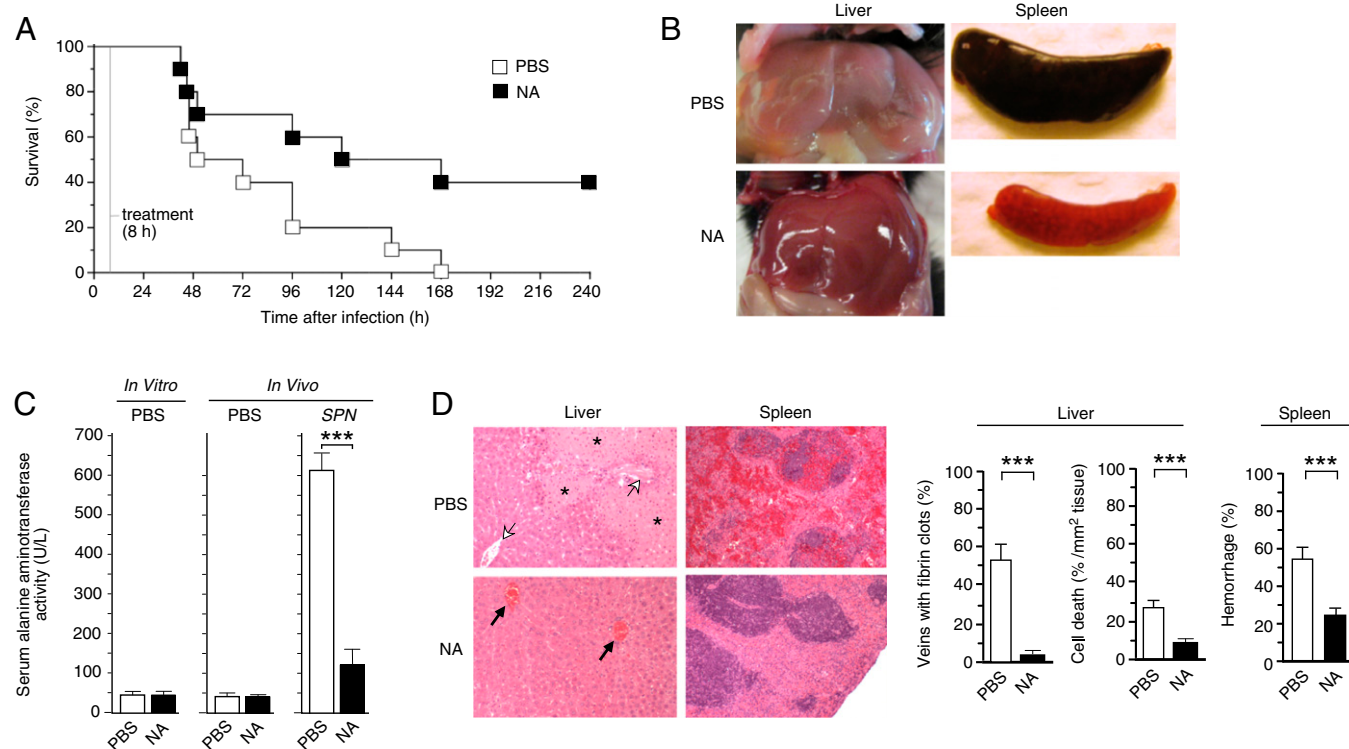 A
Survival (%)
100
80
60
40
20
0
PBS
NA
treatment
(8 h)
0 24 48 72 96 120 144 168 192 216 240
Time after infection (h)
B
Liver Spleen
PBS
NA
C
In Vitro In Vivo
PBS PBS SPN
***
Serum alanine aminotransferase
activity (U/L)
700
600
500
400
300
200
100
0
PBS NA PBS NA PBS NA
D
Liver Spleen
PBS
* * *
NA
Liver
Veins with fibrin clots (%)
100
80
60
40
20
0
***
PBS NA
Cell death (% /mm² tissue)
100
80
60
40
20
0
***
PBS NA
Spleen
Hemorrhage (%)
100
80
60
40
20
0
***
PBS NA